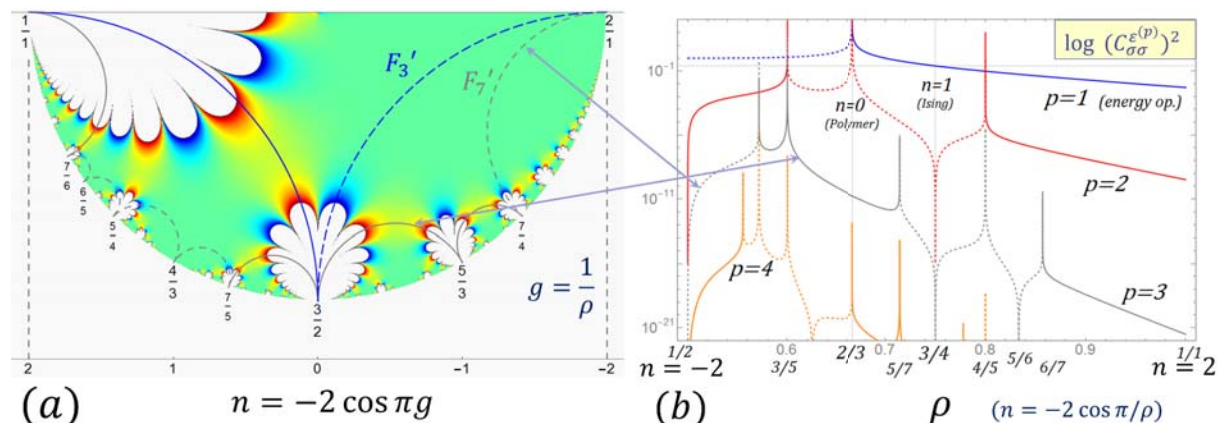 1/1
2/1
F₃′
F₇′
7/6
6/5
5/4
4/3
7/5
3/2
5/3
7/4
g = 1/ρ
2 1 0 -1 -2
(a) n = −2 cos πg
log (C_{σσ}^{ε^{(p)}})²
10⁻¹
10⁻¹¹
10⁻²¹
n=0
(Polymer)
n=1
(Ising)
p=1 (energy op.)
p=2
p=3
p=4
0.6 0.7 0.8 0.9
1/2 3/5 2/3 5/7 3/4 4/5 5/6 6/7 1/1
n = −2 n = 2
(b) ρ (n = −2 cos π/ρ)